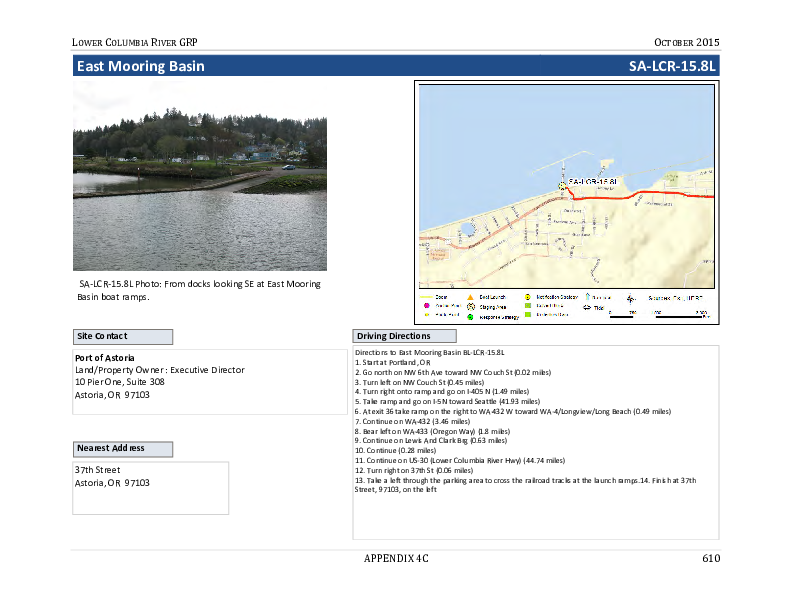 LOWER COLUMBIA RIVER GRP
OCTOBER 2015
East Mooring Basin
SA-LCR-15.8L
SA-LCR-15.8L
SA-LCR-15.8L Photo: From docks looking SE at East Mooring
Basin boat ramps.
Boom
Boat Launch
Notification Strategy
Staging Area
Response Strategy
Site Contact
Port of Astoria
Land/Property Owner: Executive Director
10 Pier One, Suite 308
Astoria, OR 97103
Nearest Address
37th Street
Astoria, OR 97103
Driving Directions
Directions to East Mooring Basin BL-LCR-15.8L
1. Start at Portland, OR
2. Go north on NW 6th Ave toward NW Couch St (0.02 miles)
3. Turn left on NW Couch St (0.45 miles)
4. Turn right onto ramp and go on I-405 N (1.49 miles)
5. Take ramp and go on I-5 N toward Seattle (41.93 miles)
6. At exit 36 take ramp on the right to WA-432 W toward WA-4/Longview/Long Beach (0.49 miles)
7. Continue on WA-432 (3.46 miles)
8. Bear left on WA-433 (Oregon Way) (1.8 miles)
9. Continue on Lewis And Clark Brg (0.63 miles)
10. Continue (0.28 miles)
11. Continue on US-30 (Lower Columbia River Hwy) (44.74 miles)
12. Turn right on 37th St (0.06 miles)
13. Take a left through the parking area to cross the railroad tracks at the launch ramps.14. Finish at 37th
Street, 97103, on the left
APPENDIX 4C
610